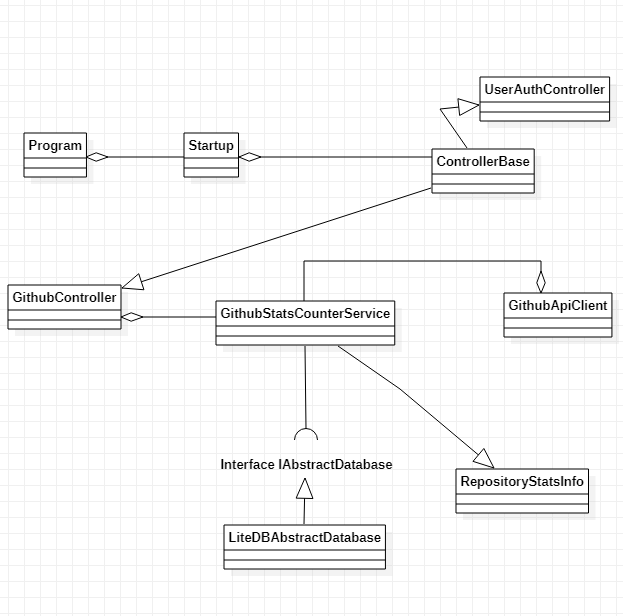 UserAuthController
Program
Startup
ControllerBase
GithubController
GithubStatsCounterService
GithubApiClient
Interface IAbstractDatabase
RepositoryStatsInfo
LiteDBAbstractDatabase